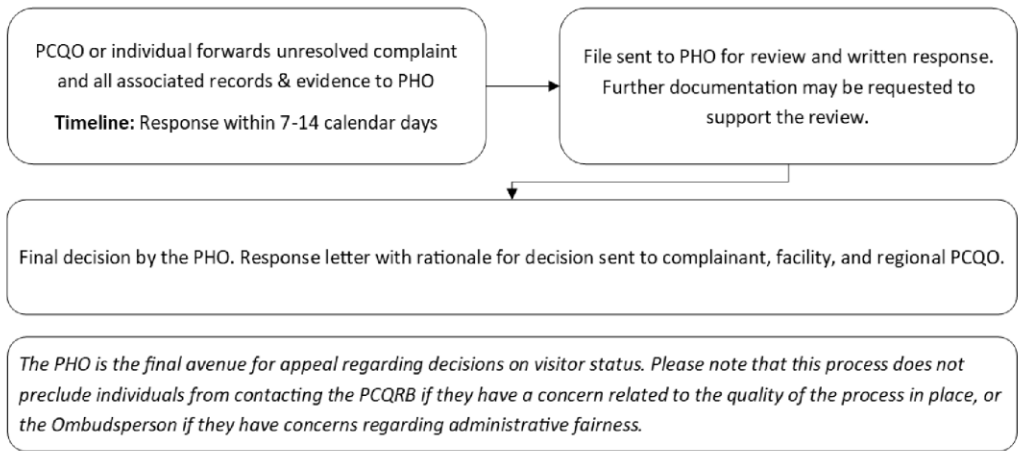 PCQO or individual forwards unresolved complaint
and all associated records & evidence to PHO
Timeline: Response within 7-14 calendar days
File sent to PHO for review and written response.
Further documentation may be requested to
support the review.
Final decision by the PHO. Response letter with rationale for decision sent to complainant, facility, and regional PCQO.
The PHO is the final avenue for appeal regarding decisions on visitor status. Please note that this process does not
preclude individuals from contacting the PCQRB if they have a concern related to the quality of the process in place, or
the Ombudsperson if they have concerns regarding administrative fairness.